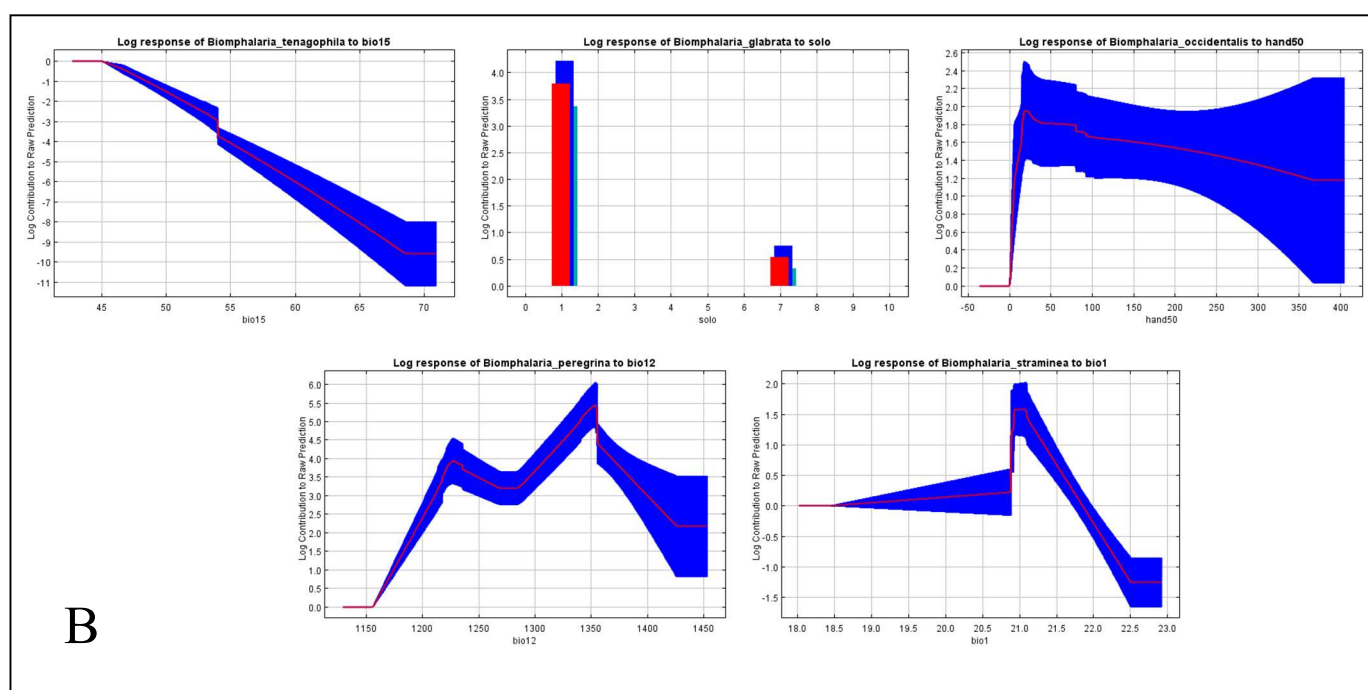 Log response of Biomphalaria_tenagophila to bio15
Log Contribution to Raw Prediction
0
-1
-2
-3
-4
-5
-6
-7
-8
-9
-10
-11
45 50 55 60 65 70
bio15
Log response of Biomphalaria_glabrata to solo
Log Contribution to Raw Prediction
4.0
3.5
3.0
2.5
2.0
1.5
1.0
0.5
0.0
0 1 2 3 4 5 6 7 8 9 10
solo
Log response of Biomphalaria_occidentalis to hand50
Log Contribution to Raw Prediction
2.6
2.4
2.2
2.0
1.8
1.6
1.4
1.2
1.0
0.8
0.6
0.4
0.2
0.0
-50 0 50 100 150 200 250 300 350 400
hand50
Log response of Biomphalaria_peregrina to bio12
Log Contribution to Raw Prediction
6.0
5.5
5.0
4.5
4.0
3.5
3.0
2.5
2.0
1.5
1.0
0.5
0.0
1150 1200 1250 1300 1350 1400 1450
bio12
Log response of Biomphalaria_straminea to bio1
Log Contribution to Raw Prediction
2.0
1.5
1.0
0.5
0.0
-0.5
-1.0
-1.5
18.0 18.5 19.0 19.5 20.0 20.5 21.0 21.5 22.0 22.5 23.0
bio1
B